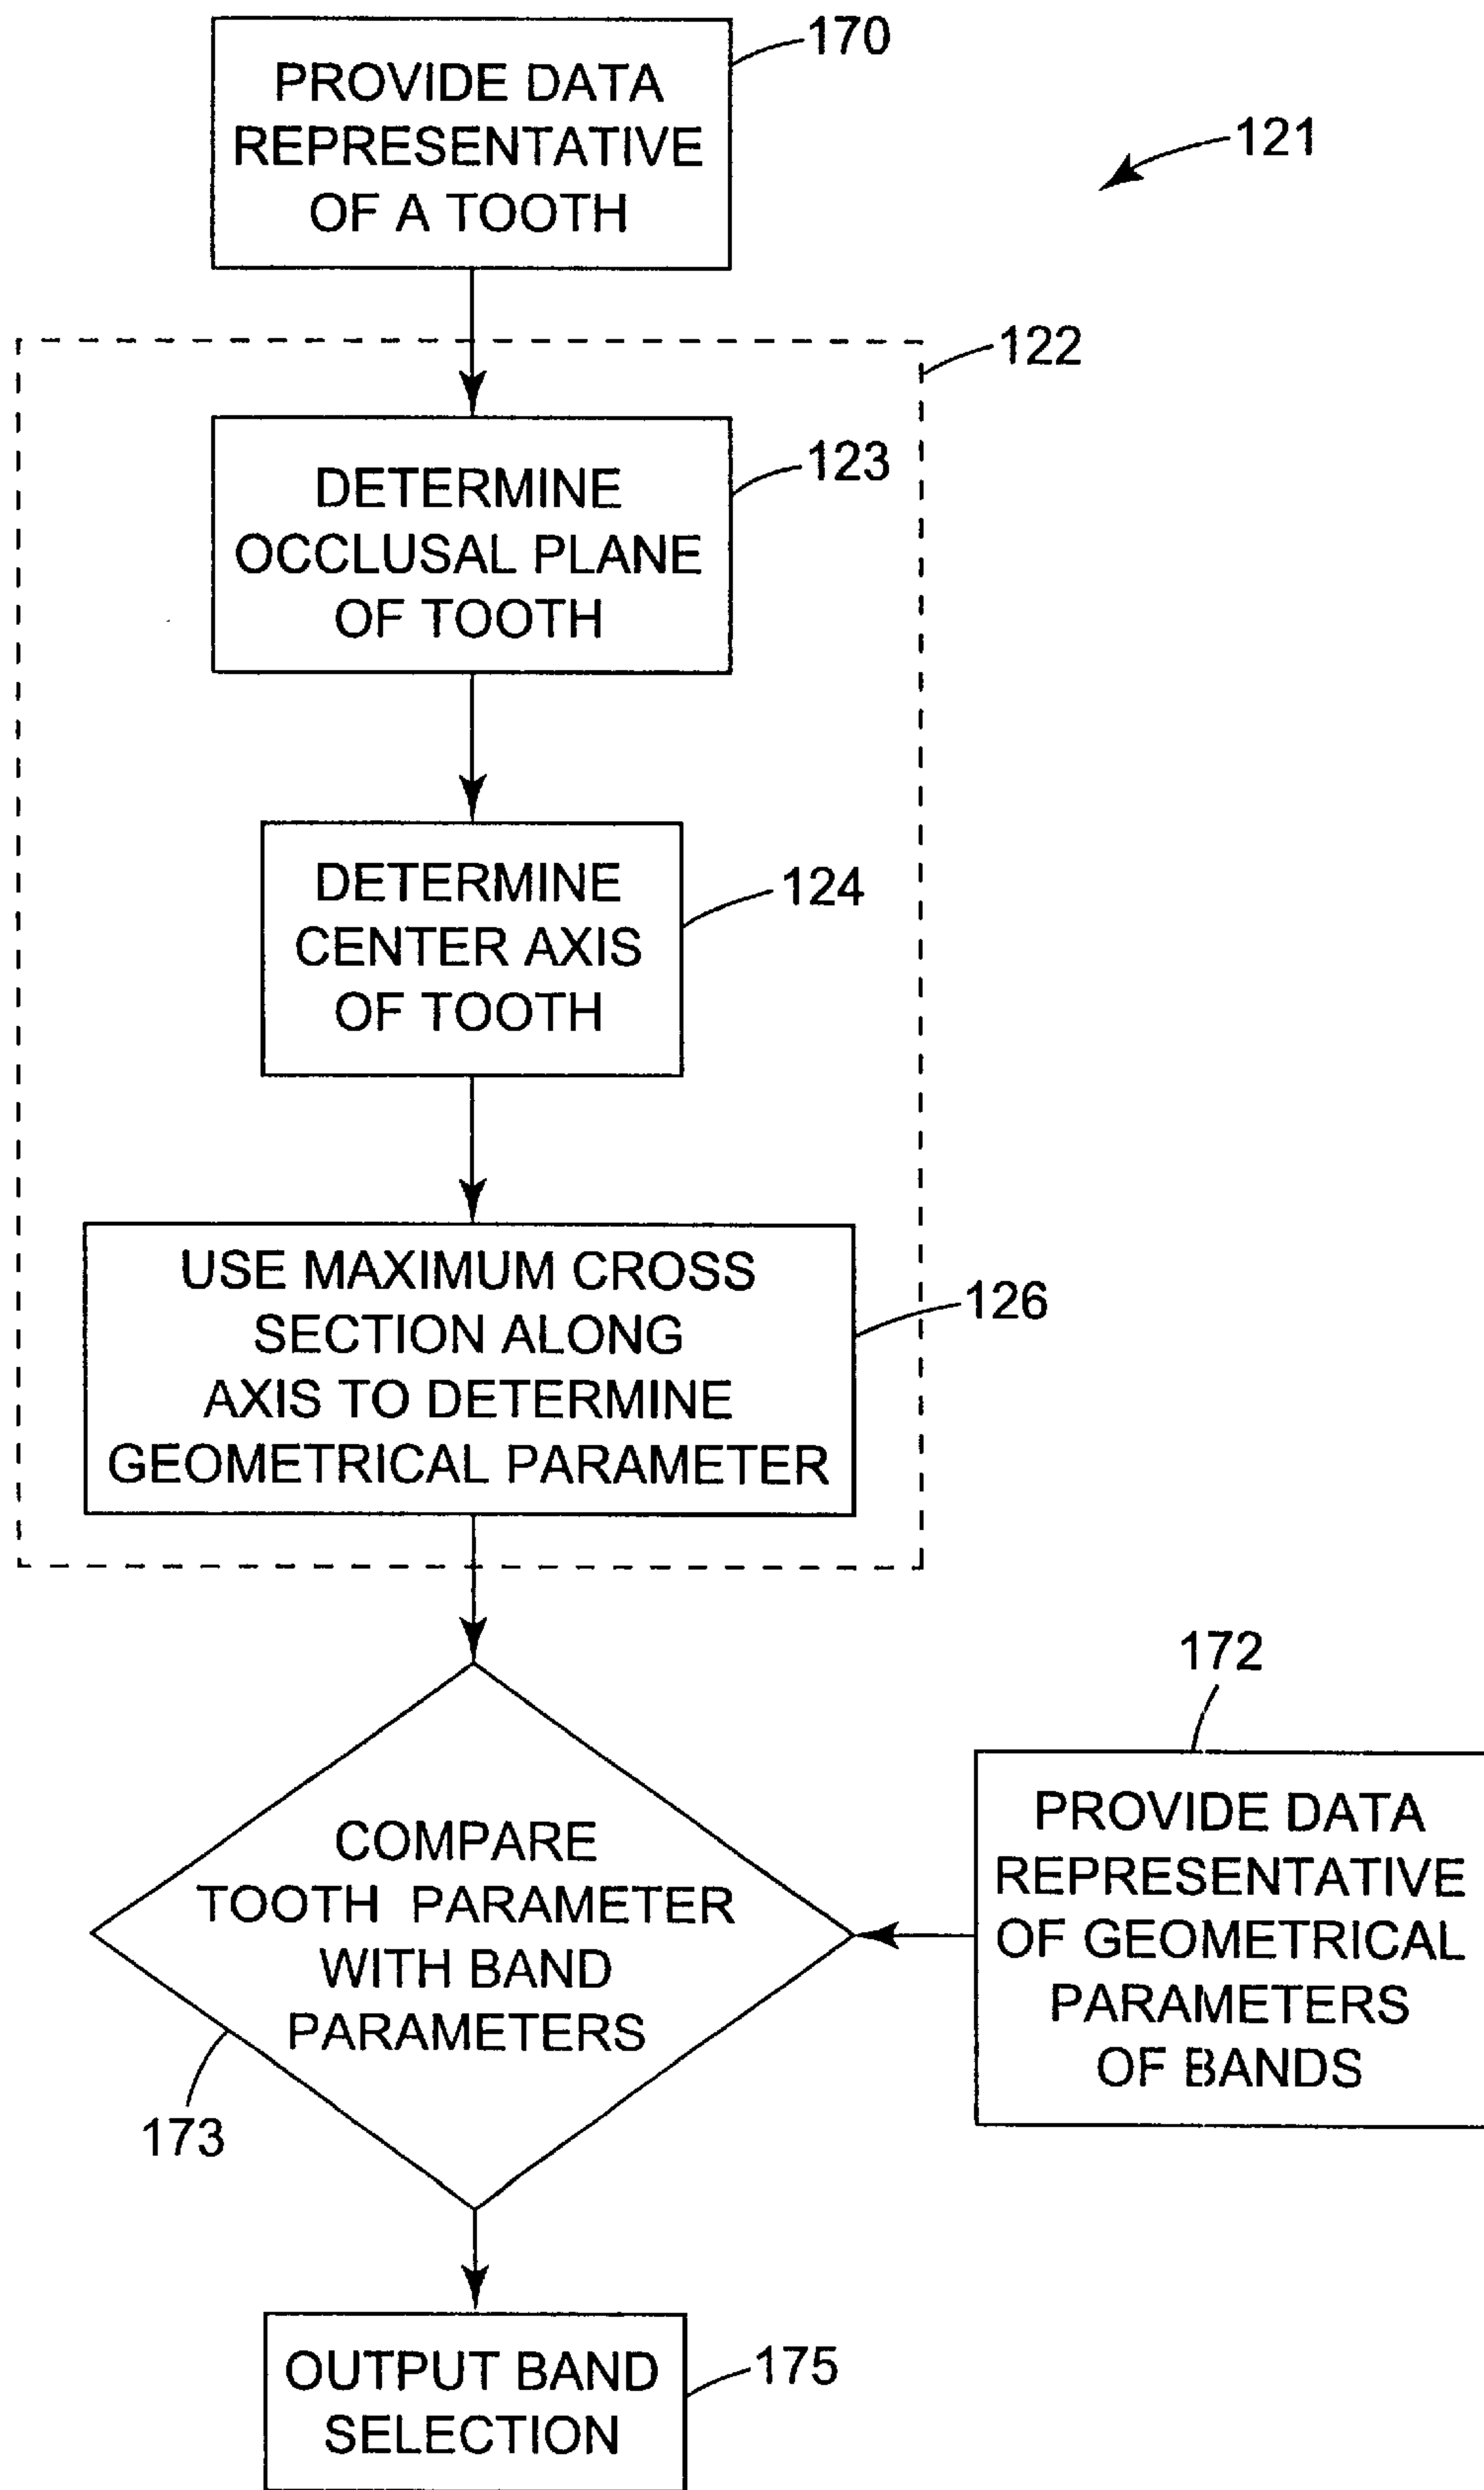 170
PROVIDE DATA
REPRESENTATIVE
OF A TOOTH
121
122
123
DETERMINE
OCCLUSAL PLANE
OF TOOTH
124
DETERMINE
CENTER AXIS
OF TOOTH
126
USE MAXIMUM CROSS
SECTION ALONG
AXIS TO DETERMINE
GEOMETRICAL PARAMETER
172
COMPARE
TOOTH PARAMETER
WITH BAND
PARAMETERS
173
PROVIDE DATA
REPRESENTATIVE
OF GEOMETRICAL
PARAMETERS
OF BANDS
175
OUTPUT BAND
SELECTION